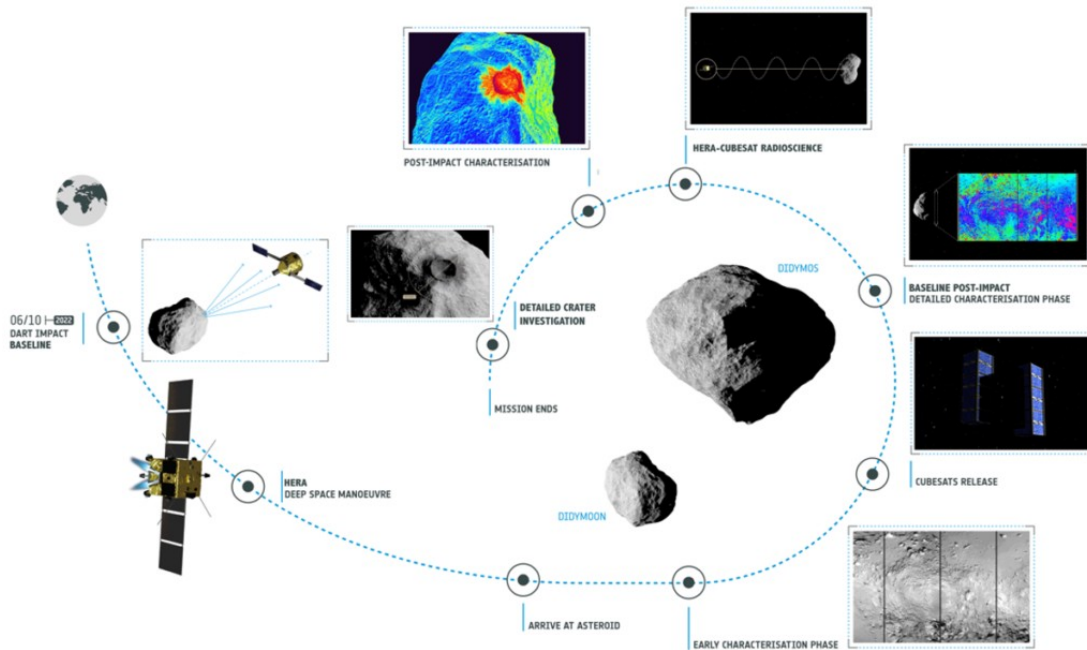 POST-IMPACT CHARACTERISATION
HERA-CUBESAT RADIOSCIENCE
DIDYMOS
BASELINE POST-IMPACT
DETAILED CHARACTERISATION PHASE
06/10 2022
DART IMPACT
BASELINE
DETAILED CRATER
INVESTIGATION
MISSION ENDS
HERA
DEEP SPACE MANOEUVRE
DIDYMOON
CUBESATS RELEASE
ARRIVE AT ASTEROID
EARLY CHARACTERISATION PHASE